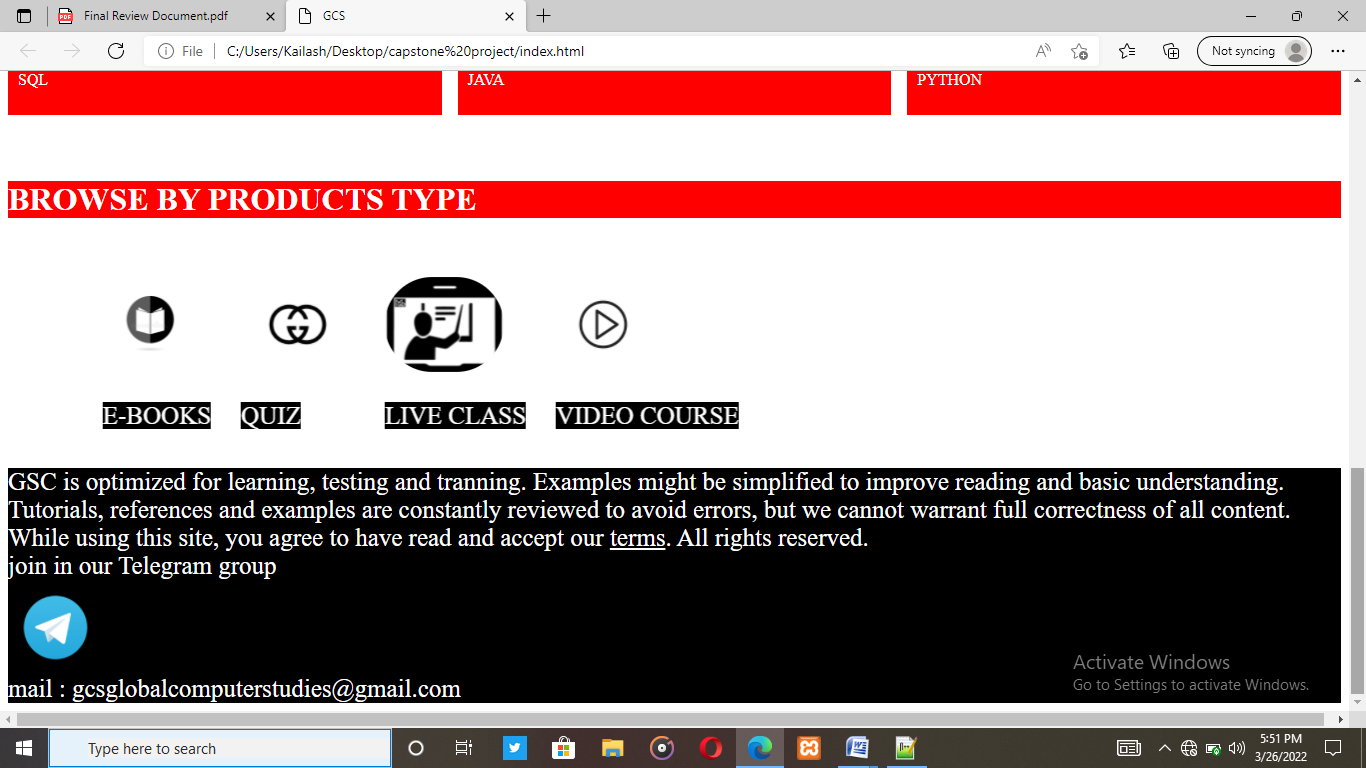 Final Review Document.pdf
GCS
File
C:/Users/Kailash/Desktop/capstone%20project/index.html
Not syncing
SQL JAVA PYTHON
BROWSE BY PRODUCTS TYPE
E-BOOKS QUIZ LIVE CLASS VIDEO COURSE
GSC is optimized for learning, testing and tranning. Examples might be simplified to improve reading and basic understanding.
Tutorials, references and examples are constantly reviewed to avoid errors, but we cannot warrant full correctness of all content.
While using this site, you agree to have read and accept our terms. All rights reserved.
join in our Telegram group
mail : gcsglobalcomputerstudies@gmail.com
Activate Windows
Go to Settings to activate Windows.
Type here to search
5:51 PM
3/26/2022